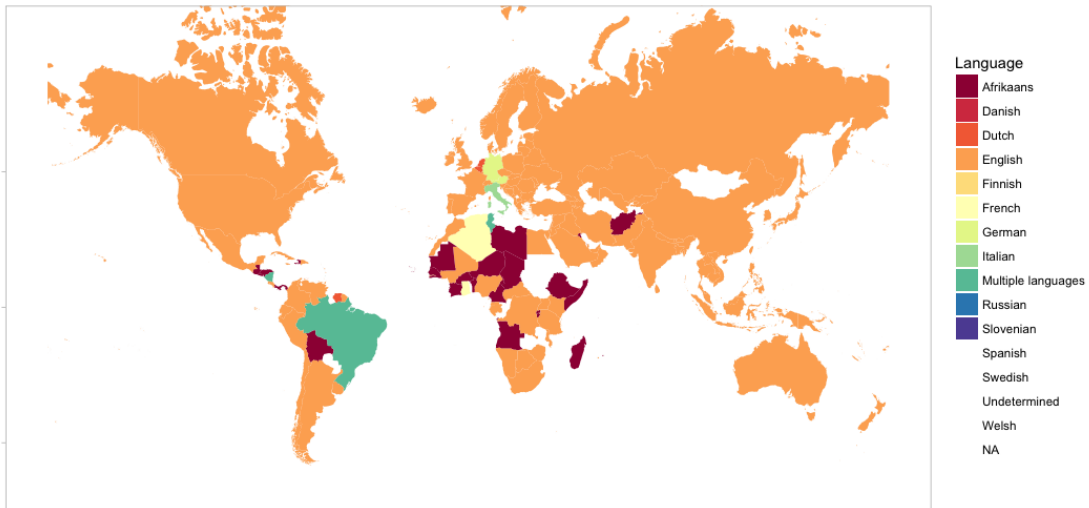 Language
Afrikaans
Danish
Dutch
English
Finnish
French
German
Italian
Multiple languages
Russian
Slovenian
Spanish
Swedish
Undetermined
Welsh
NA